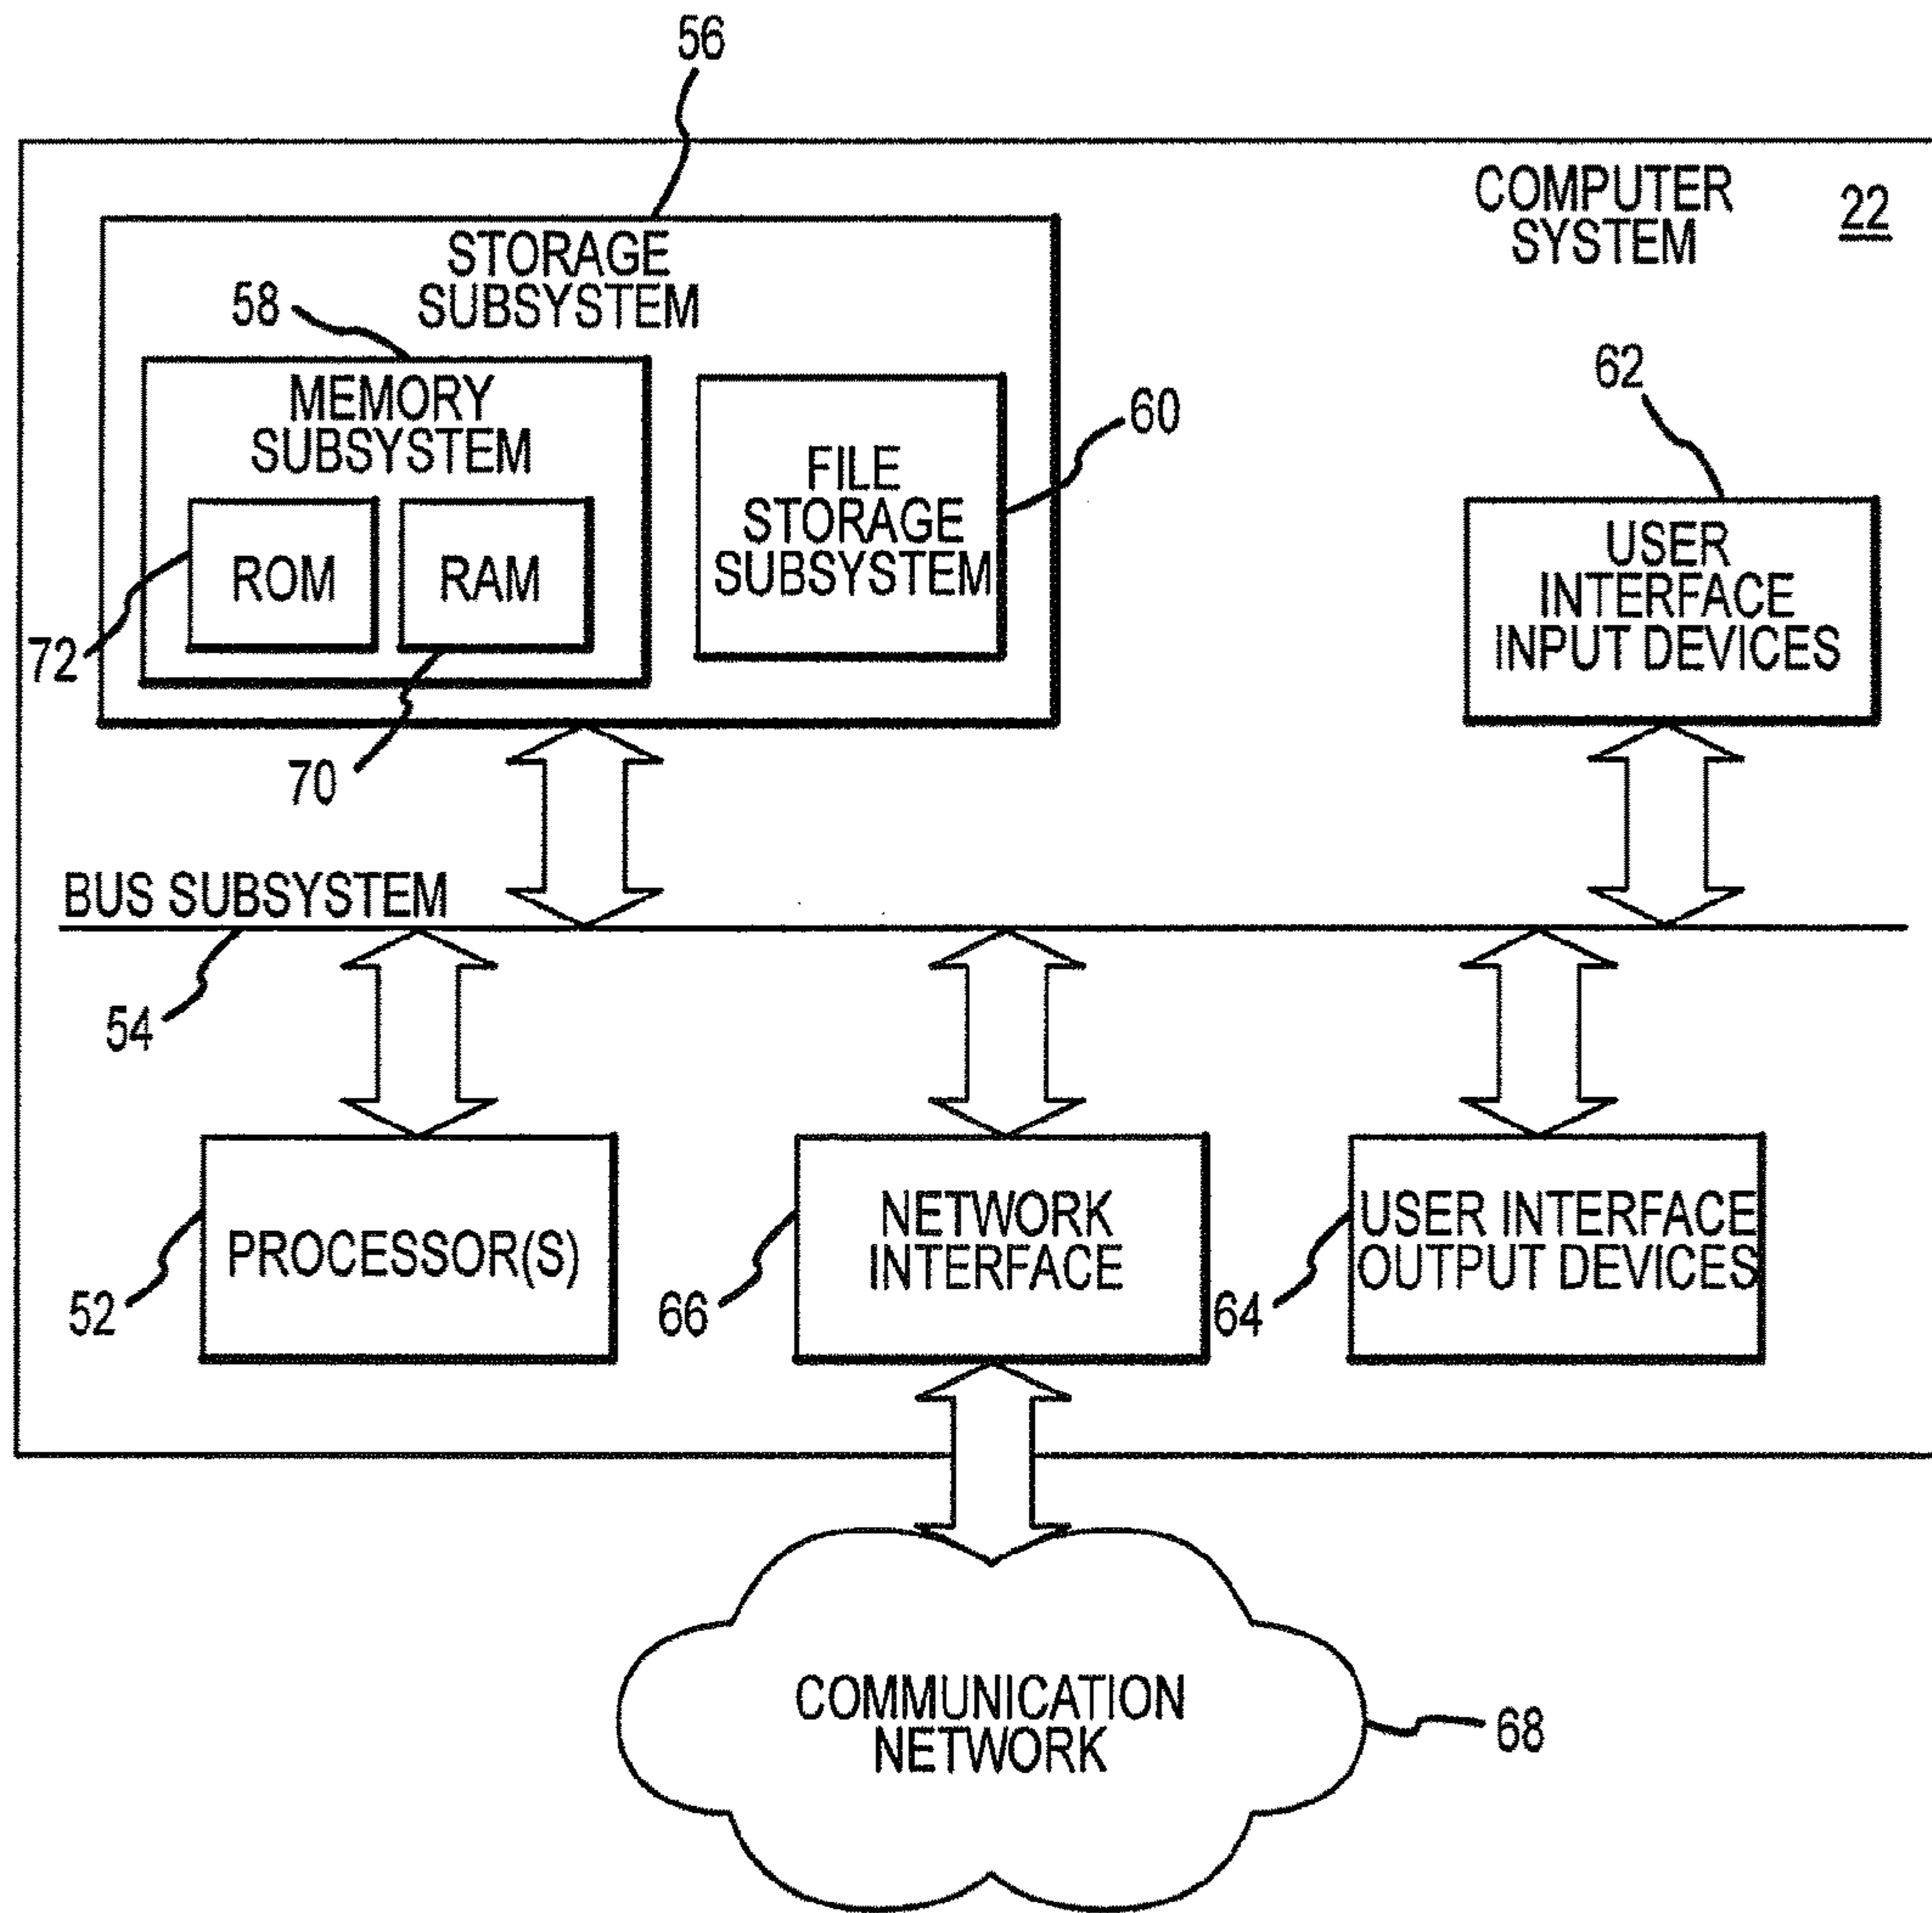 56
COMPUTER
SYSTEM
22
STORAGE
SUBSYSTEM
58
MEMORY
SUBSYSTEM
ROM
RAM
72
70
FILE
STORAGE
SUBSYSTEM
60
62
USER
INTERFACE
INPUT DEVICES
BUS SUBSYSTEM
54
PROCESSOR(S)
52
NETWORK
INTERFACE
66
USER INTERFACE
OUTPUT DEVICES
64
COMMUNICATION
NETWORK
68